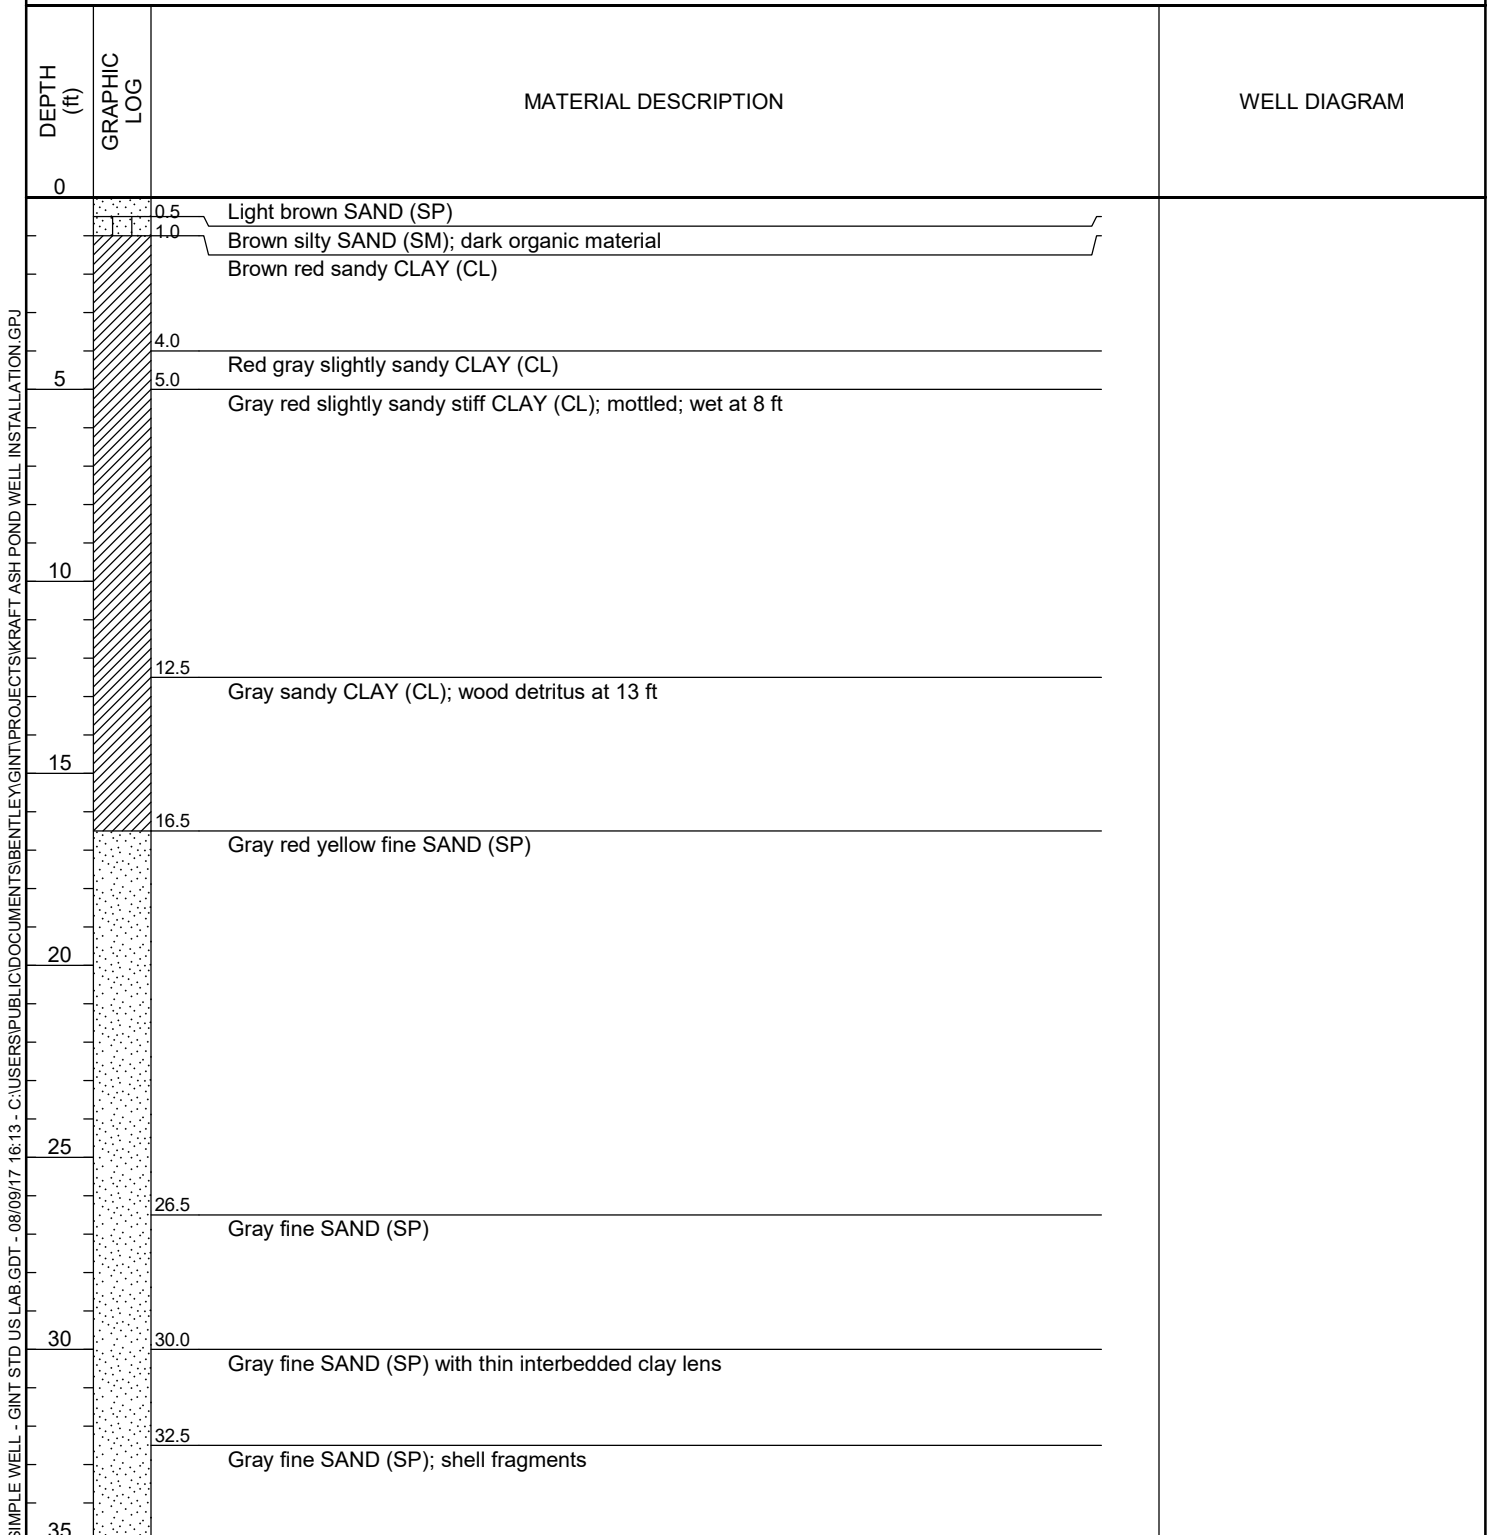 DEPTH
(ft)
GRAPHIC
LOG
MATERIAL DESCRIPTION
WELL DIAGRAM
0
0.5
Light brown SAND (SP)
1.0
Brown silty SAND (SM); dark organic material
Brown red sandy CLAY (CL)
4.0
Red gray slightly sandy CLAY (CL)
5
5.0
Gray red slightly sandy stiff CLAY (CL); mottled; wet at 8 ft
10
12.5
Gray sandy CLAY (CL); wood detritus at 13 ft
15
16.5
Gray red yellow fine SAND (SP)
20
25
26.5
Gray fine SAND (SP)
30
30.0
Gray fine SAND (SP) with thin interbedded clay lens
32.5
Gray fine SAND (SP); shell fragments
35
SIMPLE WELL - GINT STD US LAB.GDT - 08/09/17 16:13 - C:\USERS\PUBLIC\DOCUMENTS\BENTLEY\GINT\PROJECTS\KRAFT ASH POND WELL INSTALLATION.GPJ